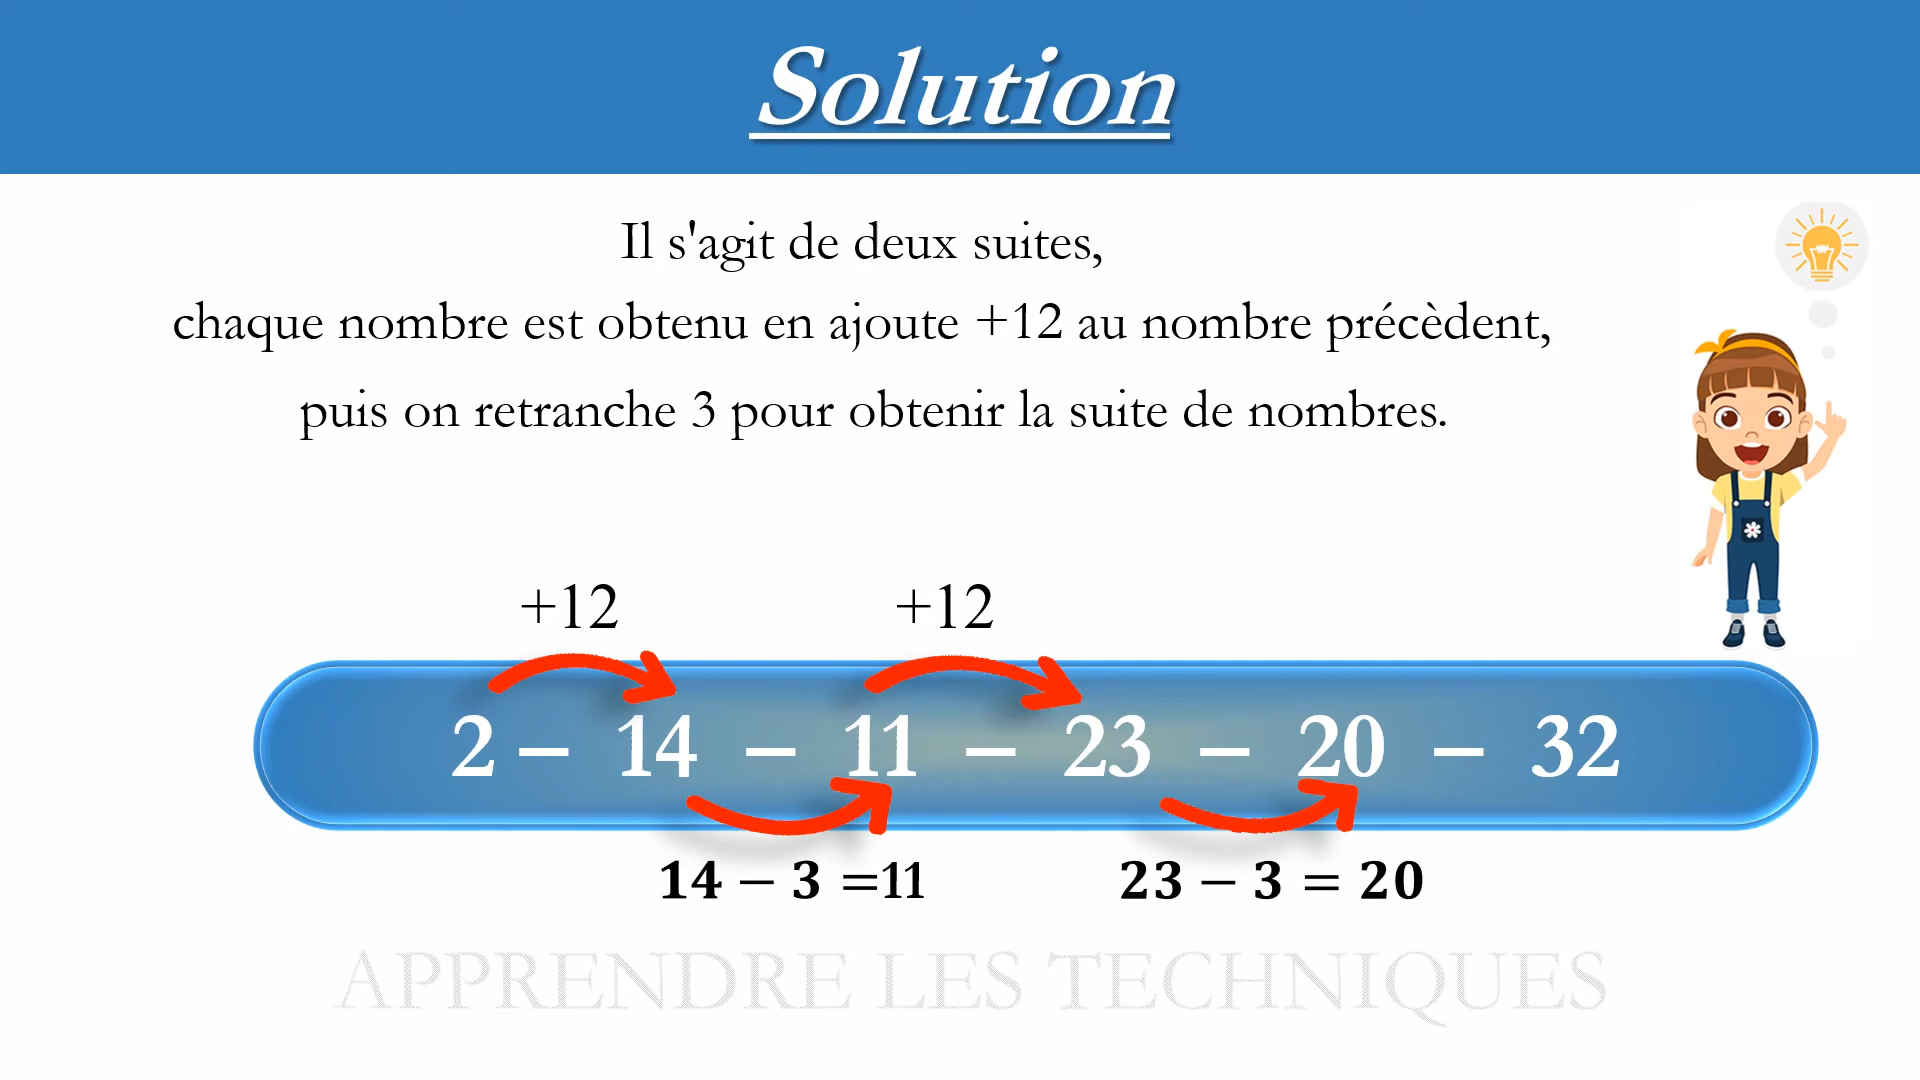 Solution
Il s'agit de deux suites,
chaque nombre est obtenu en ajoute +12 au nombre précèdent,
puis on retranche 3 pour obtenir la suite de nombres.
+12 +12
2 – 14 – 11 – 23 – 20 – 32
14 – 3 =11 23 – 3 = 20
APPRENDRE LES TECHNIQUES